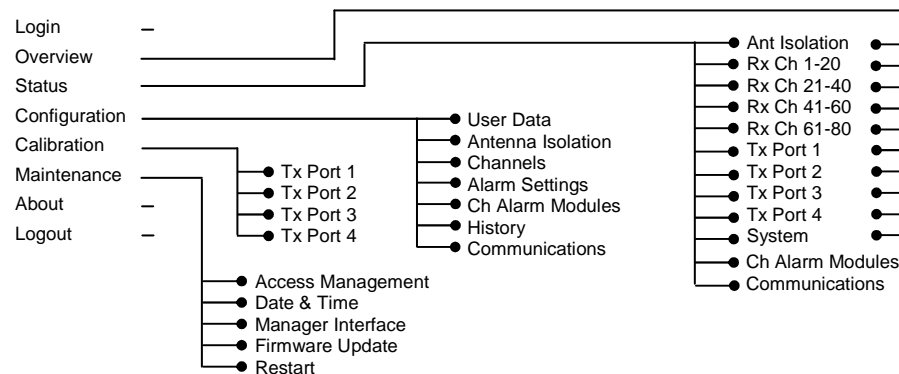 Login
Overview
Status
Configuration
Calibration
Maintenance
About
Logout
Tx Port 1
Tx Port 2
Tx Port 3
Tx Port 4
Access Management
Date & Time
Manager Interface
Firmware Update
Restart
User Data
Antenna Isolation
Channels
Alarm Settings
Ch Alarm Modules
History
Communications
Ant Isolation
Rx Ch 1-20
Rx Ch 21-40
Rx Ch 41-60
Rx Ch 61-80
Tx Port 1
Tx Port 2
Tx Port 3
Tx Port 4
System
Ch Alarm Modules
Communications